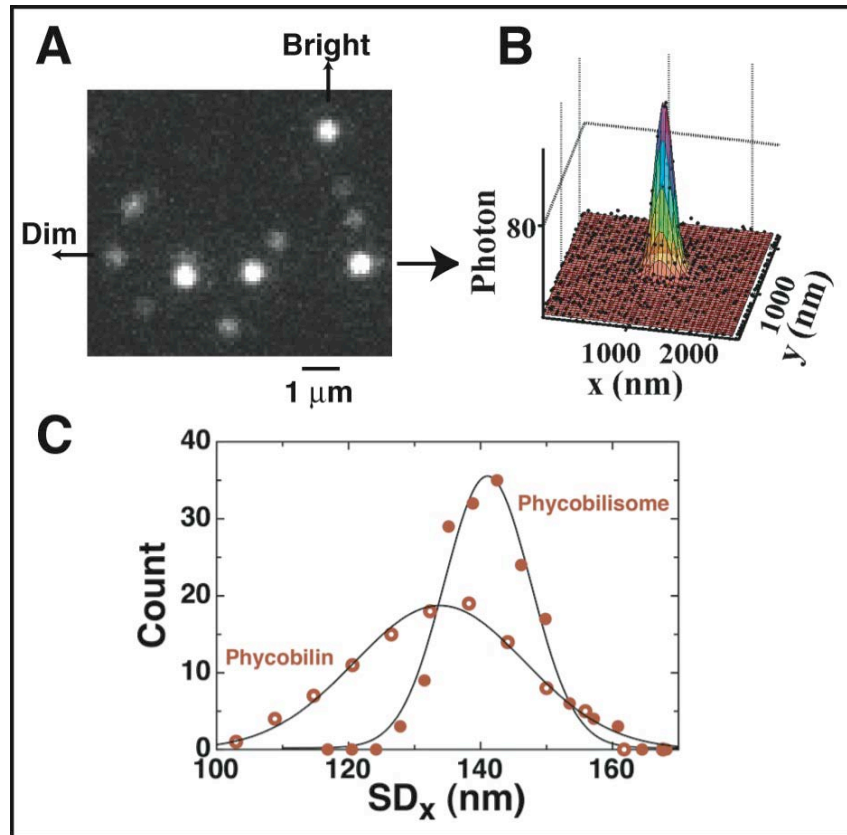 A
Bright
Dim
1 μm
B
Photon
80
1000 2000
x (nm)
1000
y (nm)
C
Count
40
30
20
10
0
Phycobilisome
Phycobilin
100 120 140 160
SDx (nm)